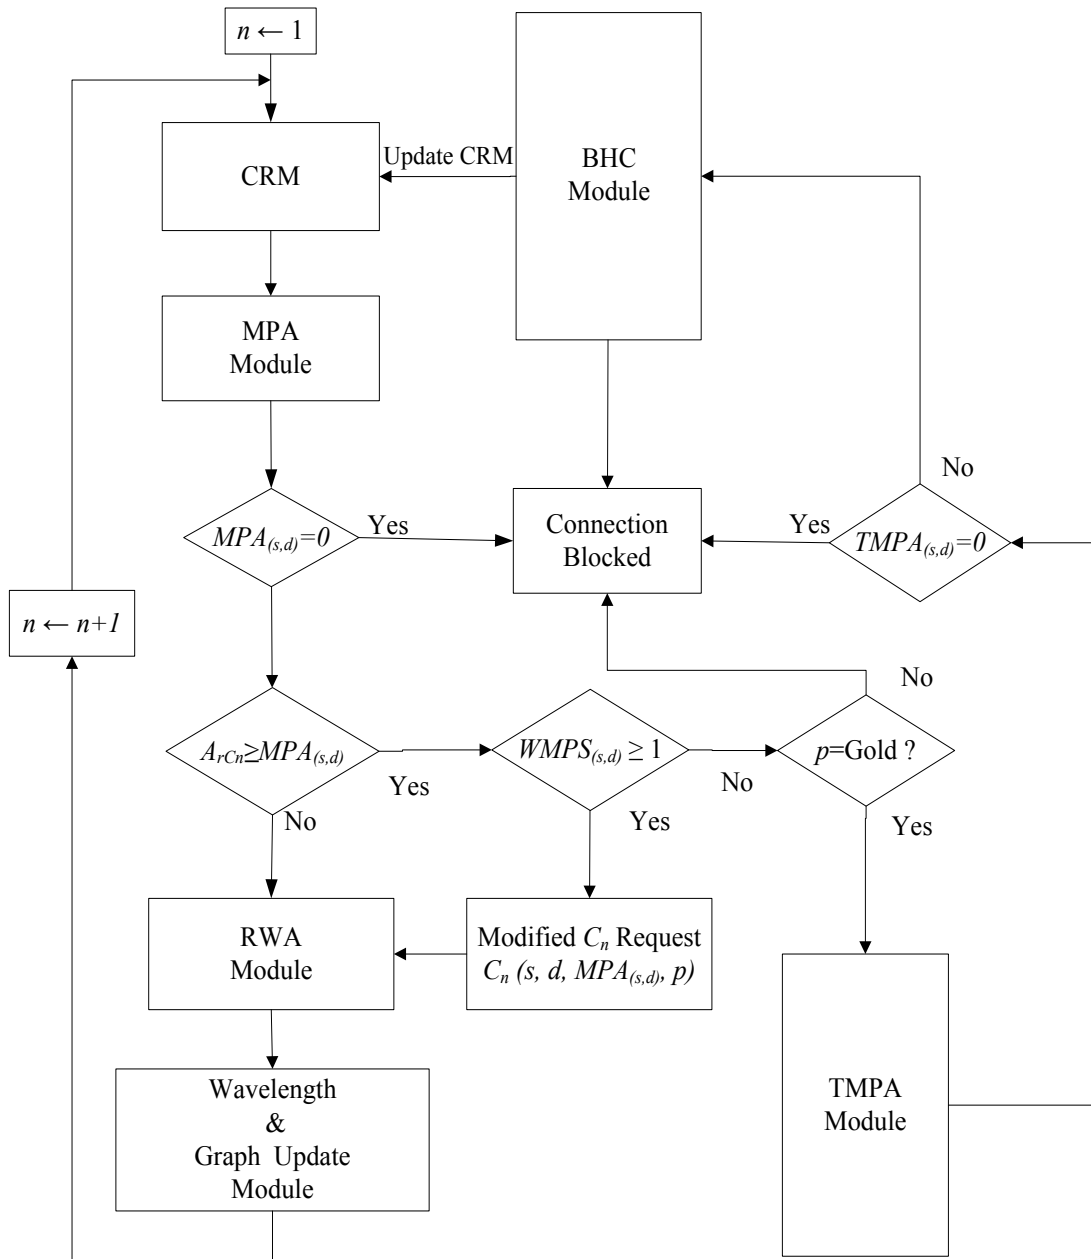 n ← 1
CRM
Update CRM
BHC
Module
MPA
Module
No
MPA(s,d)=0
Yes
Connection
Blocked
Yes
TMPA(s,d)=0
n ← n+1
No
ArCn≥MPA(s,d)
Yes
WMPS(s,d) ≥ 1
No
p=Gold ?
No
Yes
Yes
RWA
Module
Modified Cn Request
Cn (s, d, MPA(s,d), p)
Wavelength
&
Graph Update
Module
TMPA
Module